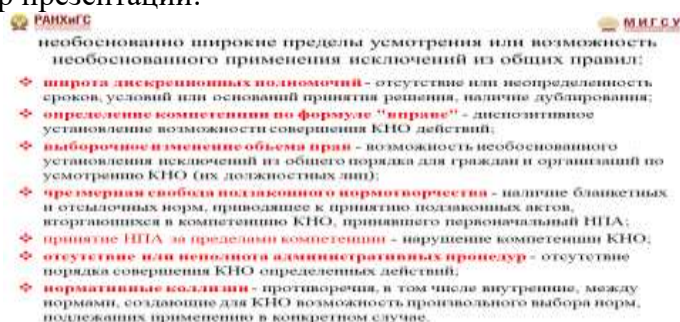 р презентации.
РАНХиГС
МИГСУ
необоснованно широкие пределы усмотрения или возможность
необоснованного применения исключений из общих правил:
❖ широта дискреционных полномочий - отсутствие или неопределенность
сроков, условий или оснований принятия решения, наличие дублирования;
❖ определение компетенции по формуле "вправе" - диспозитивное
установление возможности совершения КНО действий;
❖ выборочное изменение объема прав - возможность необоснованного
установления исключений из общего порядка для граждан и организаций по
усмотрению КНО (их должностных лиц);
❖ чрезмерная свобода подзаконного нормотворчества - наличие бланкетных
и отсылочных норм, приводящее к принятию подзаконных актов,
вторгающихся в компетенцию КНО, принявшего первоначальный НПА;
❖ принятие НПА за пределами компетенции - нарушение компетенции КНО;
❖ отсутствие или неполнота административных процедур - отсутствие
порядка совершения КНО определенных действий;
❖ нормативные коллизии - противоречия, в том числе внутренние, между
нормами, создающие для КНО возможность произвольного выбора норм,
подлежащих применению в конкретном случае.